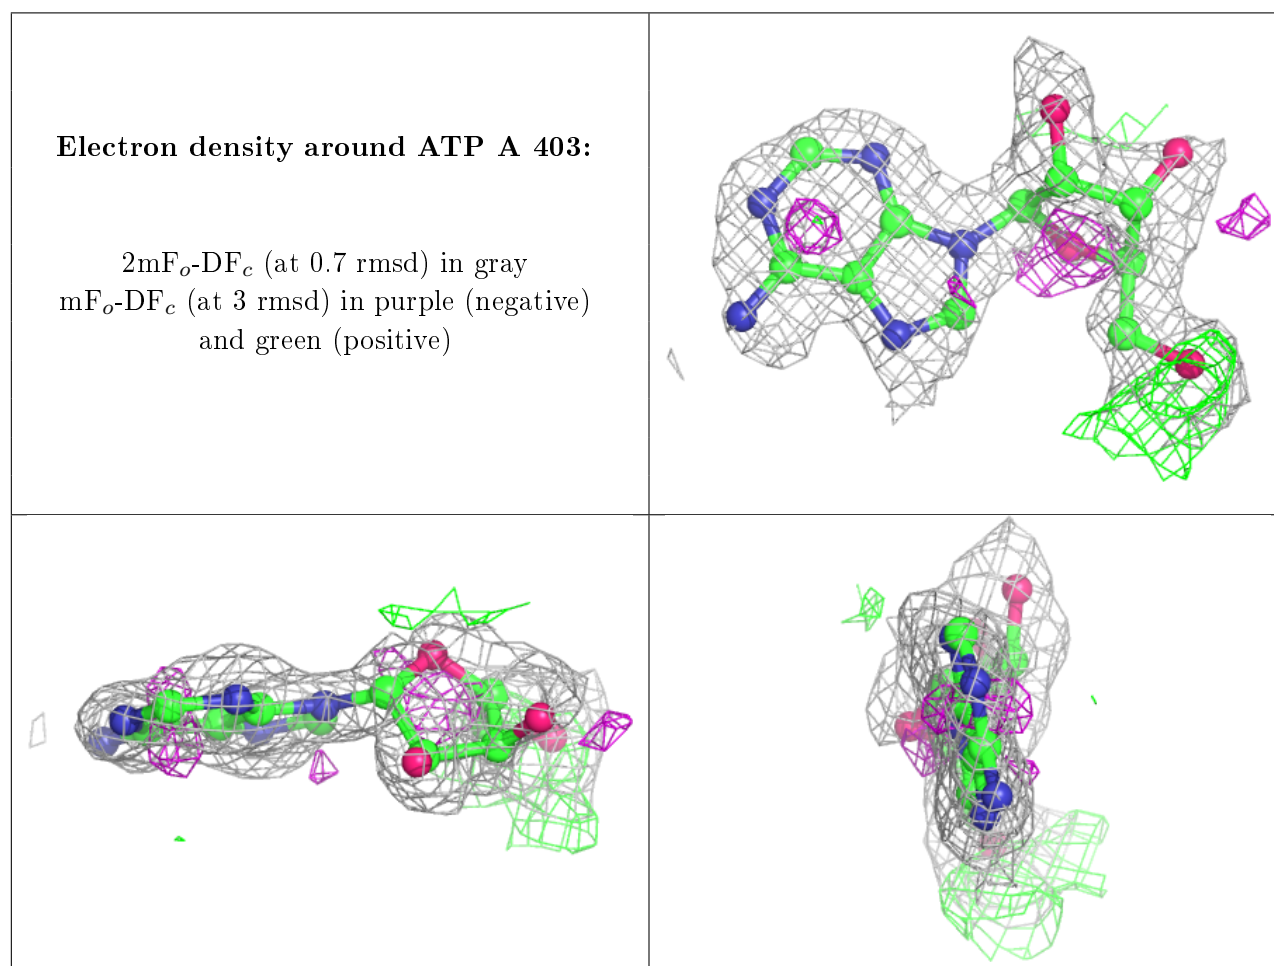 Electron density around ATP A 403:
2mFo-DFc (at 0.7 rmsd) in gray
mFo-DFc (at 3 rmsd) in purple (negative)
and green (positive)